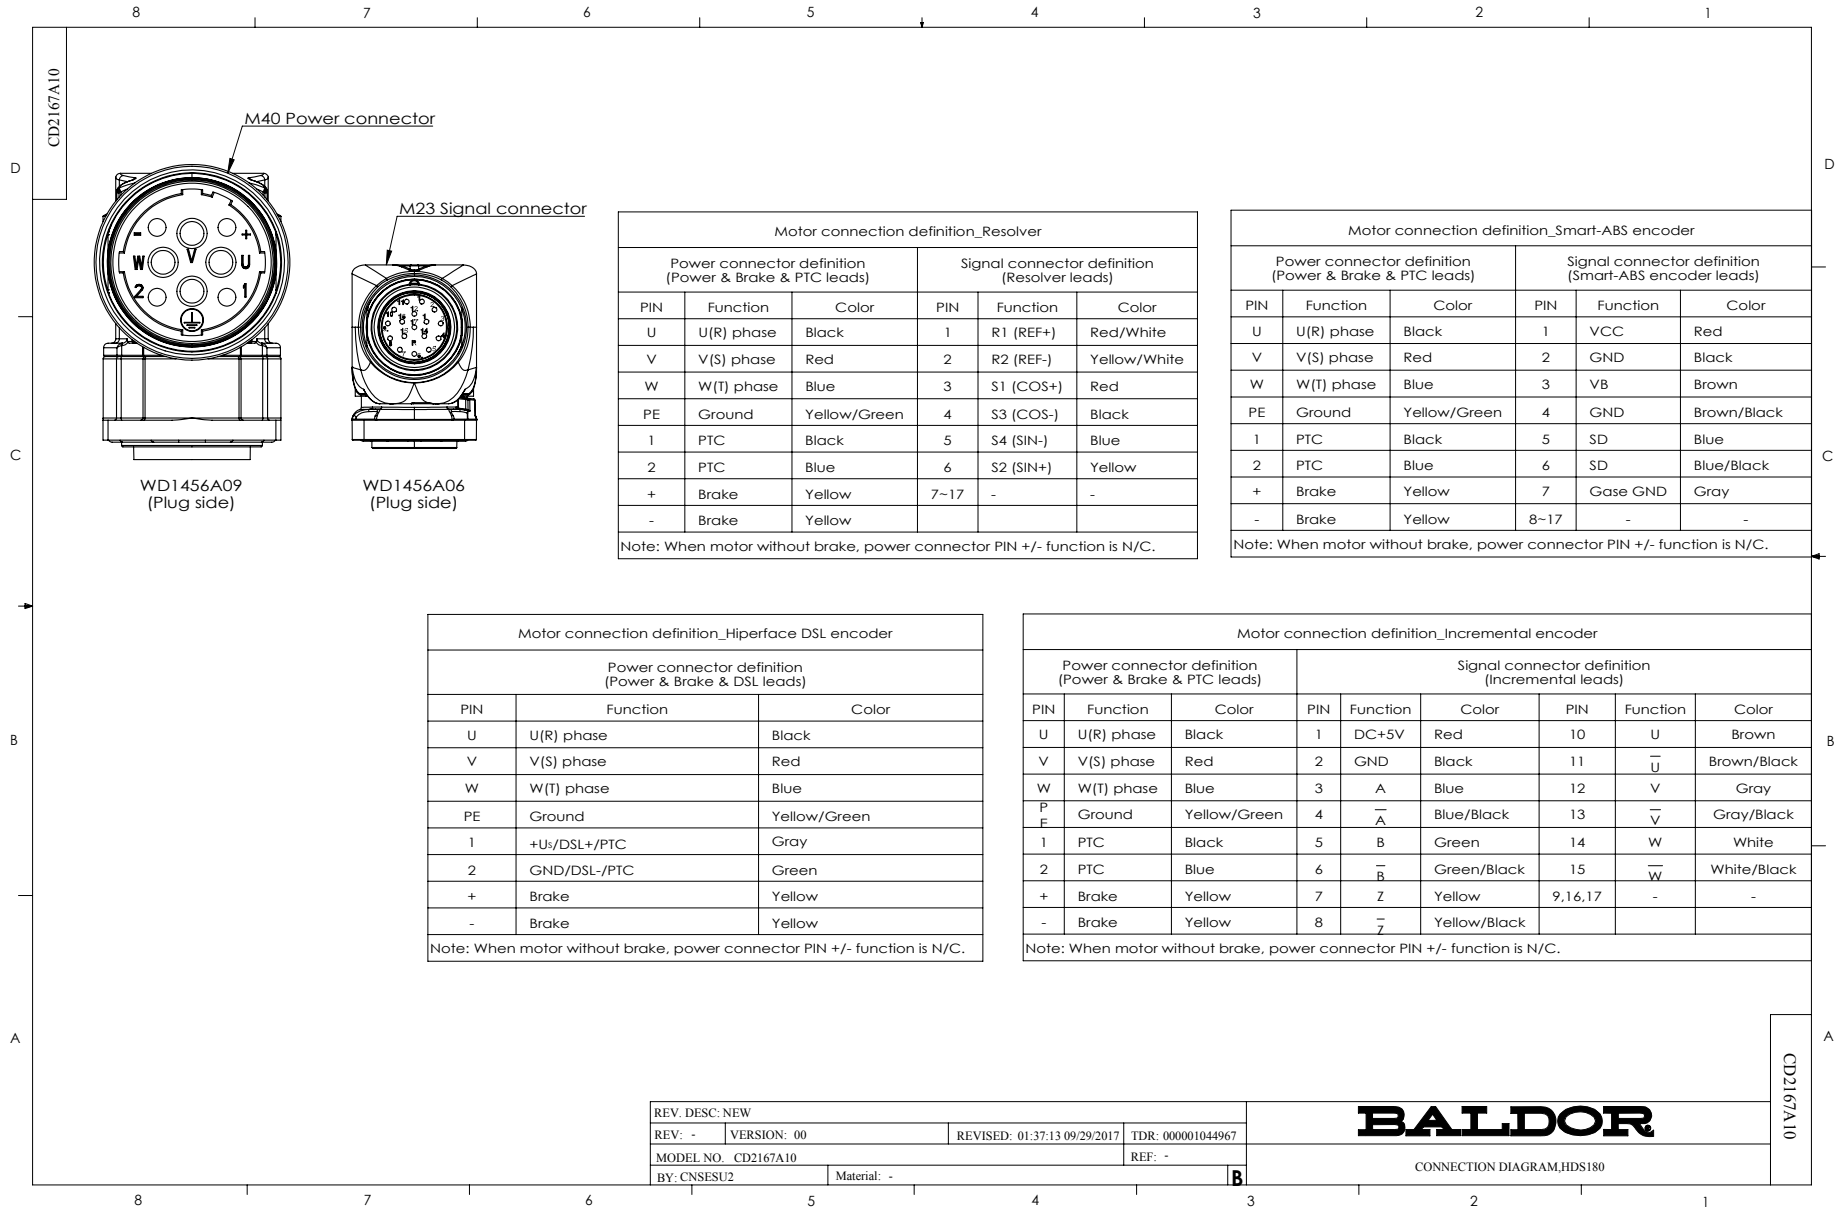 8 7 6 5 4 3 2 1
CD2167A10
M40 Power connector
D
D
M23 Signal connector
- +
W V U
2 1
WD1456A09
(Plug side)
WD1456A06
(Plug side)
Motor connection definition_Resolver
Power connector definition
(Power & Brake & PTC leads)
Signal connector definition
(Resolver leads)
PIN Function Color PIN Function Color
U U(R) phase Black 1 R1 (REF+) Red/White
V V(S) phase Red 2 R2 (REF-) Yellow/White
W W(T) phase Blue 3 S1 (COS+) Red
PE Ground Yellow/Green 4 S3 (COS-) Black
1 PTC Black 5 S4 (SIN-) Blue
2 PTC Blue 6 S2 (SIN+) Yellow
+ Brake Yellow 7~17 - -
- Brake Yellow
Note: When motor without brake, power connector PIN +/- function is N/C.
Motor connection definition_Smart-ABS encoder
Power connector definition
(Power & Brake & PTC leads)
Signal connector definition
(Smart-ABS encoder leads)
PIN Function Color PIN Function Color
U U(R) phase Black 1 VCC Red
V V(S) phase Red 2 GND Black
W W(T) phase Blue 3 VB Brown
PE Ground Yellow/Green 4 GND Brown/Black
1 PTC Black 5 SD Blue
2 PTC Blue 6 SD Blue/Black
+ Brake Yellow 7 Gase GND Gray
- Brake Yellow 8~17 - -
Note: When motor without brake, power connector PIN +/- function is N/C.
C
C
Motor connection definition_Hiperface DSL encoder
Power connector definition
(Power & Brake & DSL leads)
PIN Function Color
U U(R) phase Black
V V(S) phase Red
W W(T) phase Blue
PE Ground Yellow/Green
1 +Us/DSL+/PTC Gray
2 GND/DSL-/PTC Green
+ Brake Yellow
- Brake Yellow
Note: When motor without brake, power connector PIN +/- function is N/C.
Motor connection definition_Incremental encoder
Power connector definition
(Power & Brake & PTC leads)
Signal connector definition
(Incremental leads)
PIN Function Color PIN Function Color PIN Function Color
U U(R) phase Black 1 DC+5V Red 10 U Brown
V V(S) phase Red 2 GND Black 11 U̅ Brown/Black
W W(T) phase Blue 3 A Blue 12 V Gray
PE Ground Yellow/Green 4 A̅ Blue/Black 13 V̅ Gray/Black
1 PTC Black 5 B Green 14 W White
2 PTC Blue 6 B̅ Green/Black 15 W̅ White/Black
+ Brake Yellow 7 Z Yellow 9,16,17 - -
- Brake Yellow 8 Z̅ Yellow/Black
Note: When motor without brake, power connector PIN +/- function is N/C.
B
B
A
A
CD2167A10
REV. DESC: NEW
REV: - VERSION: 00 REVISED: 01:37:13 09/29/2017 TDR: 000001044967
MODEL NO. CD2167A10 REF: -
BY: CNSESU2 Material: - B
BALDOR
CONNECTION DIAGRAM,HDS180
8 7 6 5 4 3 2 1